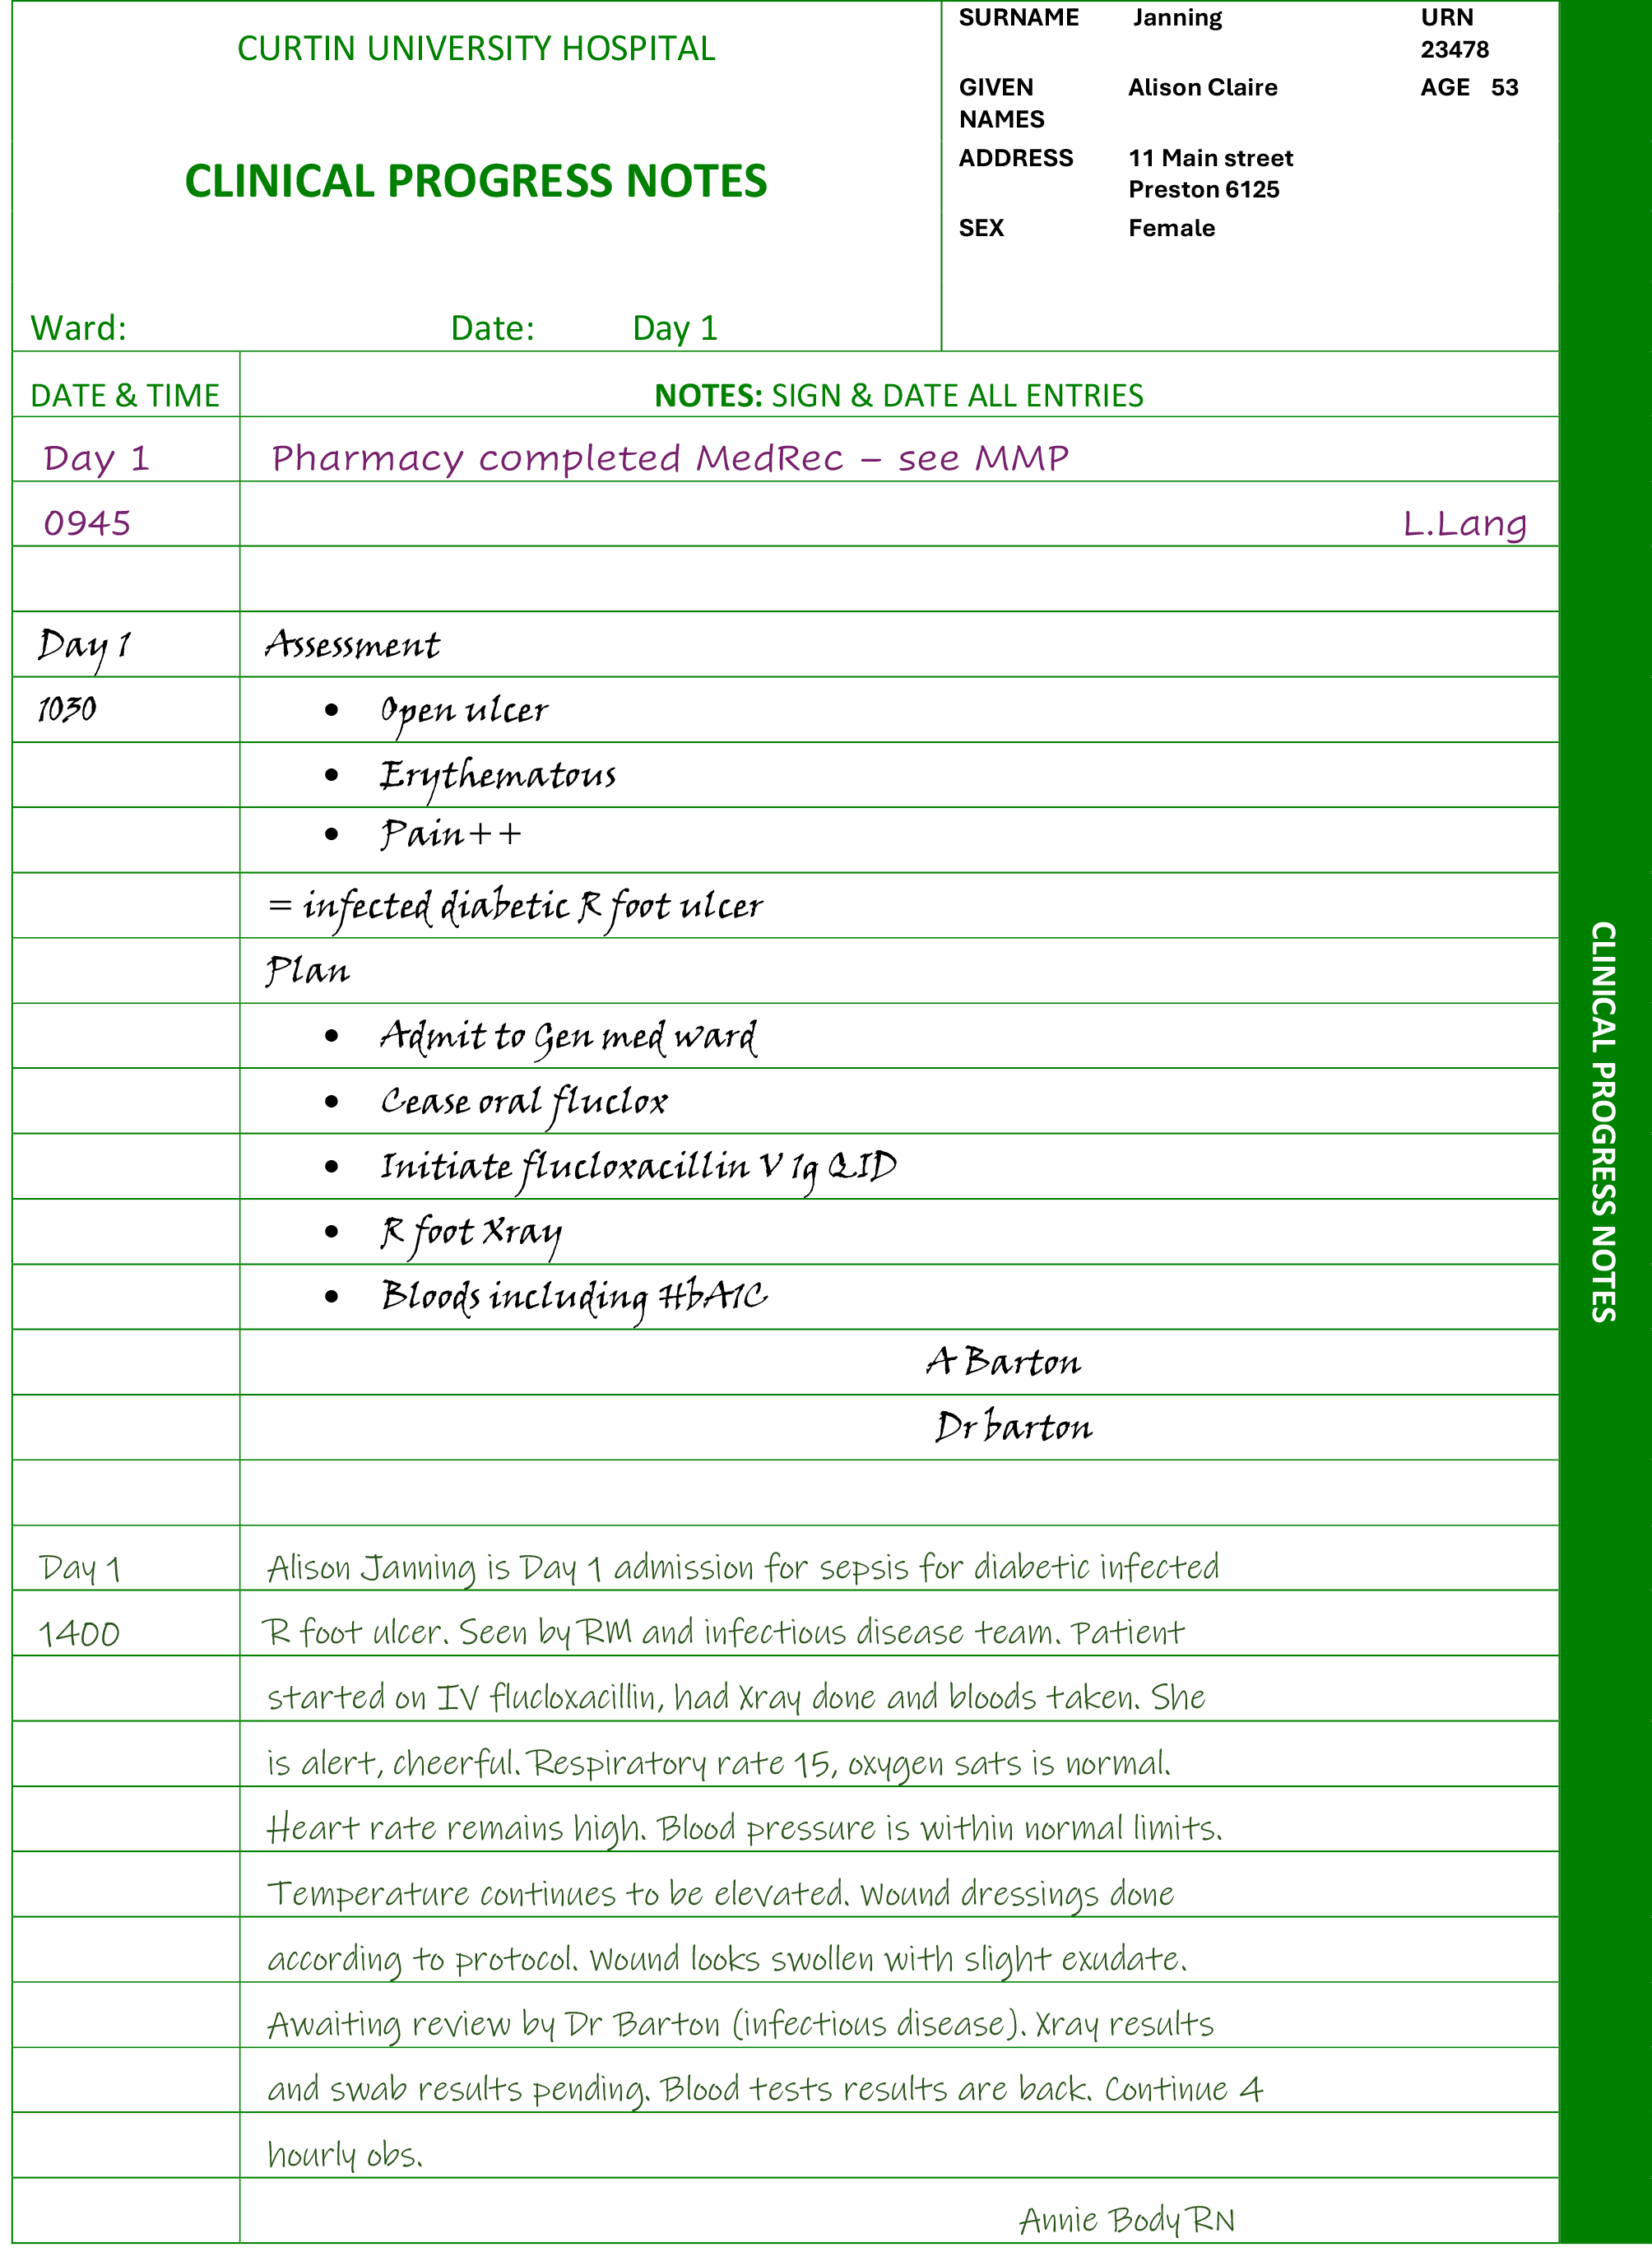 CURTIN UNIVERSITY HOSPITAL
CLINICAL PROGRESS NOTES
Ward: Date: Day 1
SURNAME Janning URN
23478
GIVEN Alison Claire AGE 53
NAMES
ADDRESS 11 Main street
Preston 6125
SEX Female
DATE & TIME NOTES: SIGN & DATE ALL ENTRIES
Day 1 Pharmacy completed MedRec – see MMP
0945 L.Lang
Day 1 Assessment
1030 • Open ulcer
• Erythematous
• Pain++
= infected diabetic R foot ulcer
Plan
• Admit to Gen med ward
• Cease oral fluclox
• Initiate flucloxacillin V 1g QID
• R foot Xray
• Bloods including HbA1C
A Barton
Dr barton
Day 1 Alison Janning is Day 1 admission for sepsis for diabetic infected
1400 R foot ulcer. Seen by RM and infectious disease team. Patient
started on IV flucloxacillin, had Xray done and bloods taken. She
is alert, cheerful. Respiratory rate 15, oxygen sats is normal.
Heart rate remains high. Blood pressure is within normal limits.
Temperature continues to be elevated. Wound dressings done
according to protocol. Wound looks swollen with slight exudate.
Awaiting review by Dr Barton (infectious disease). Xray results
and swab results pending. Blood tests results are back. Continue 4
hourly obs.
Annie Body RN
CLINICAL PROGRESS NOTES